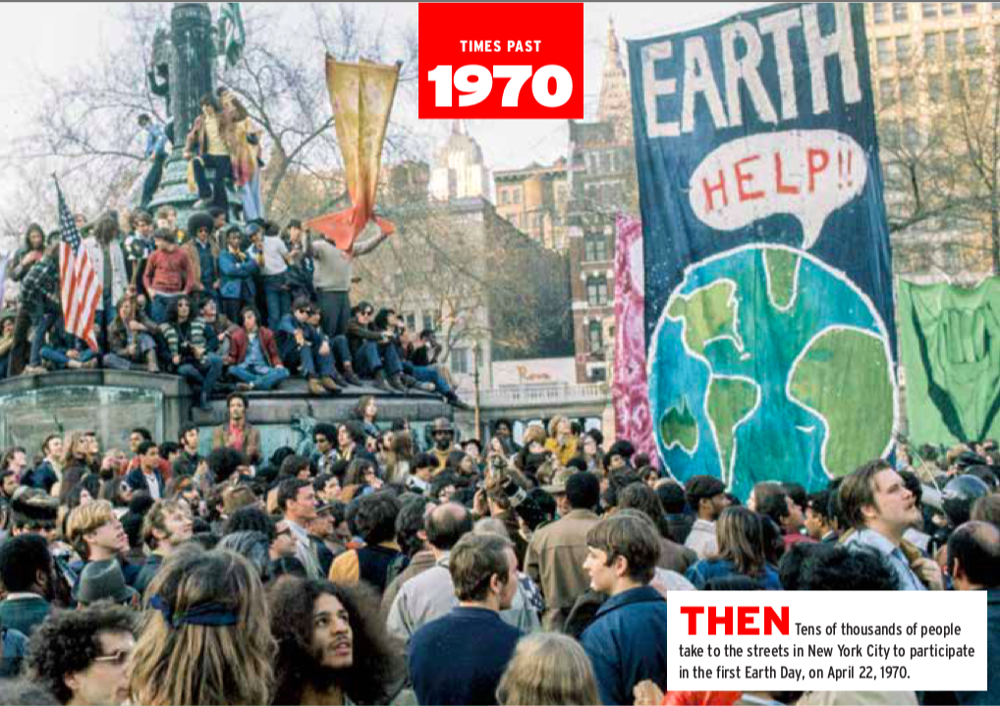 TIMES PAST
1970
EARTH
HELP!!
THEN Tens of thousands of people
take to the streets in New York City to participate
in the first Earth Day, on April 22, 1970.